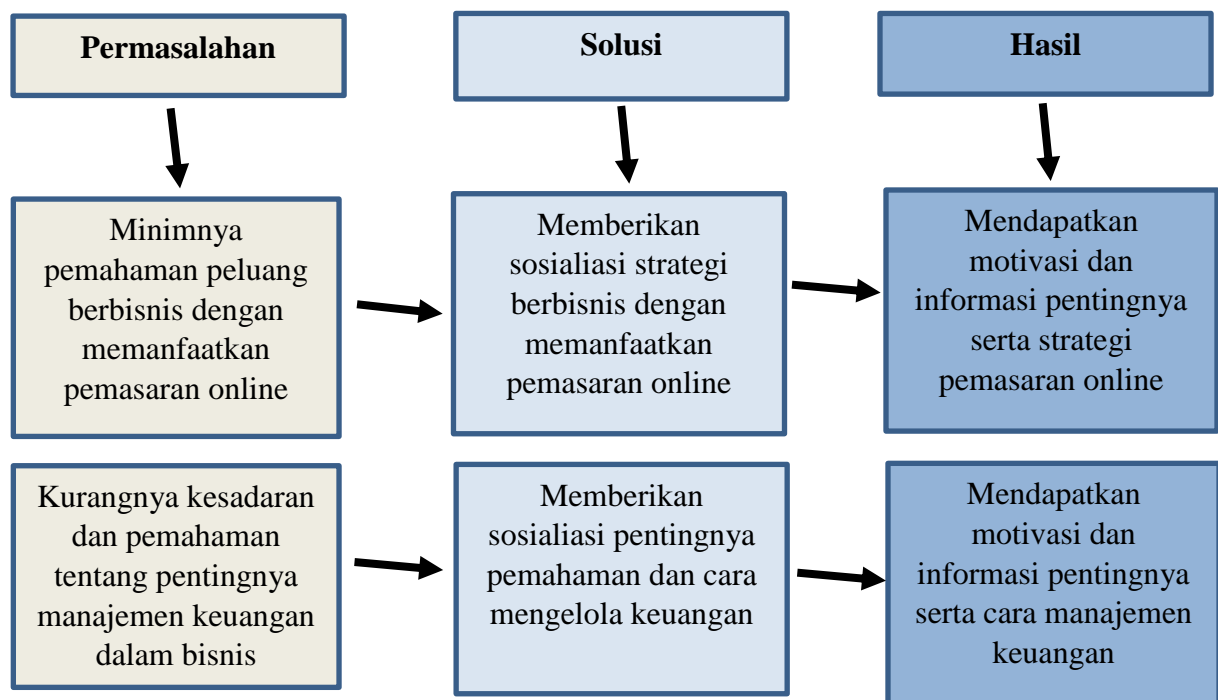 Permasalahan
Solusi
Hasil
Minimnya
pemahaman peluang
berbisnis dengan
memanfaatkan
pemasaran online
Memberikan
sosialiasi strategi
berbisnis dengan
memanfaatkan
pemasaran online
Mendapatkan
motivasi dan
informasi pentingnya
serta strategi
pemasaran online
Kurangnya kesadaran
dan pemahaman
tentang pentingnya
manajemen keuangan
dalam bisnis
Memberikan
sosialiasi pentingnya
pemahaman dan cara
mengelola keuangan
Mendapatkan
motivasi dan
informasi pentingnya
serta cara manajemen
keuangan